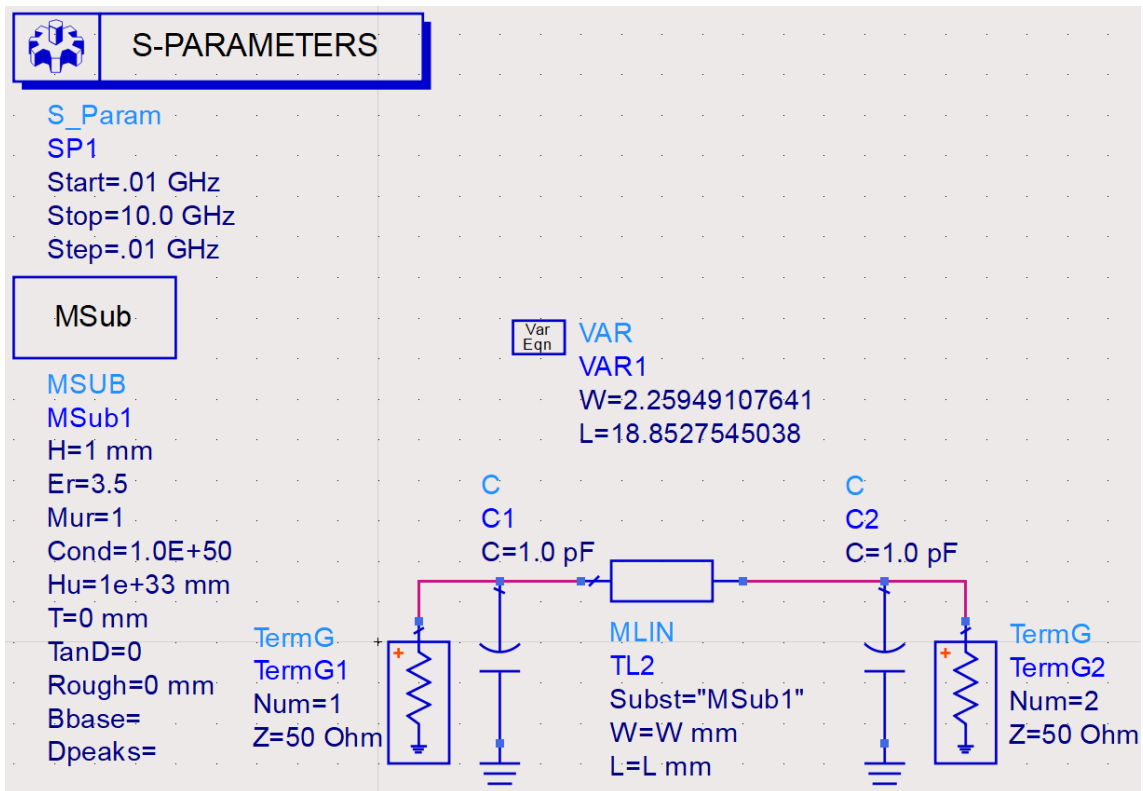 S-PARAMETERS
S_Param
SP1
Start=.01 GHz
Stop=10.0 GHz
Step=.01 GHz
MSub
MSUB
MSub1
H=1 mm
Er=3.5
Mur=1
Cond=1.0E+50
Hu=1e+33 mm
T=0 mm
TanD=0
Rough=0 mm
Bbase=
Dpeaks=
Var
Eqn
VAR
VAR1
W=2.25949107641
L=18.8527545038
TermG
TermG1
Num=1
Z=50 Ohm
C
C1
C=1.0 pF
MLIN
TL2
Subst="MSub1"
W=W mm
L=L mm
C
C2
C=1.0 pF
TermG
TermG2
Num=2
Z=50 Ohm